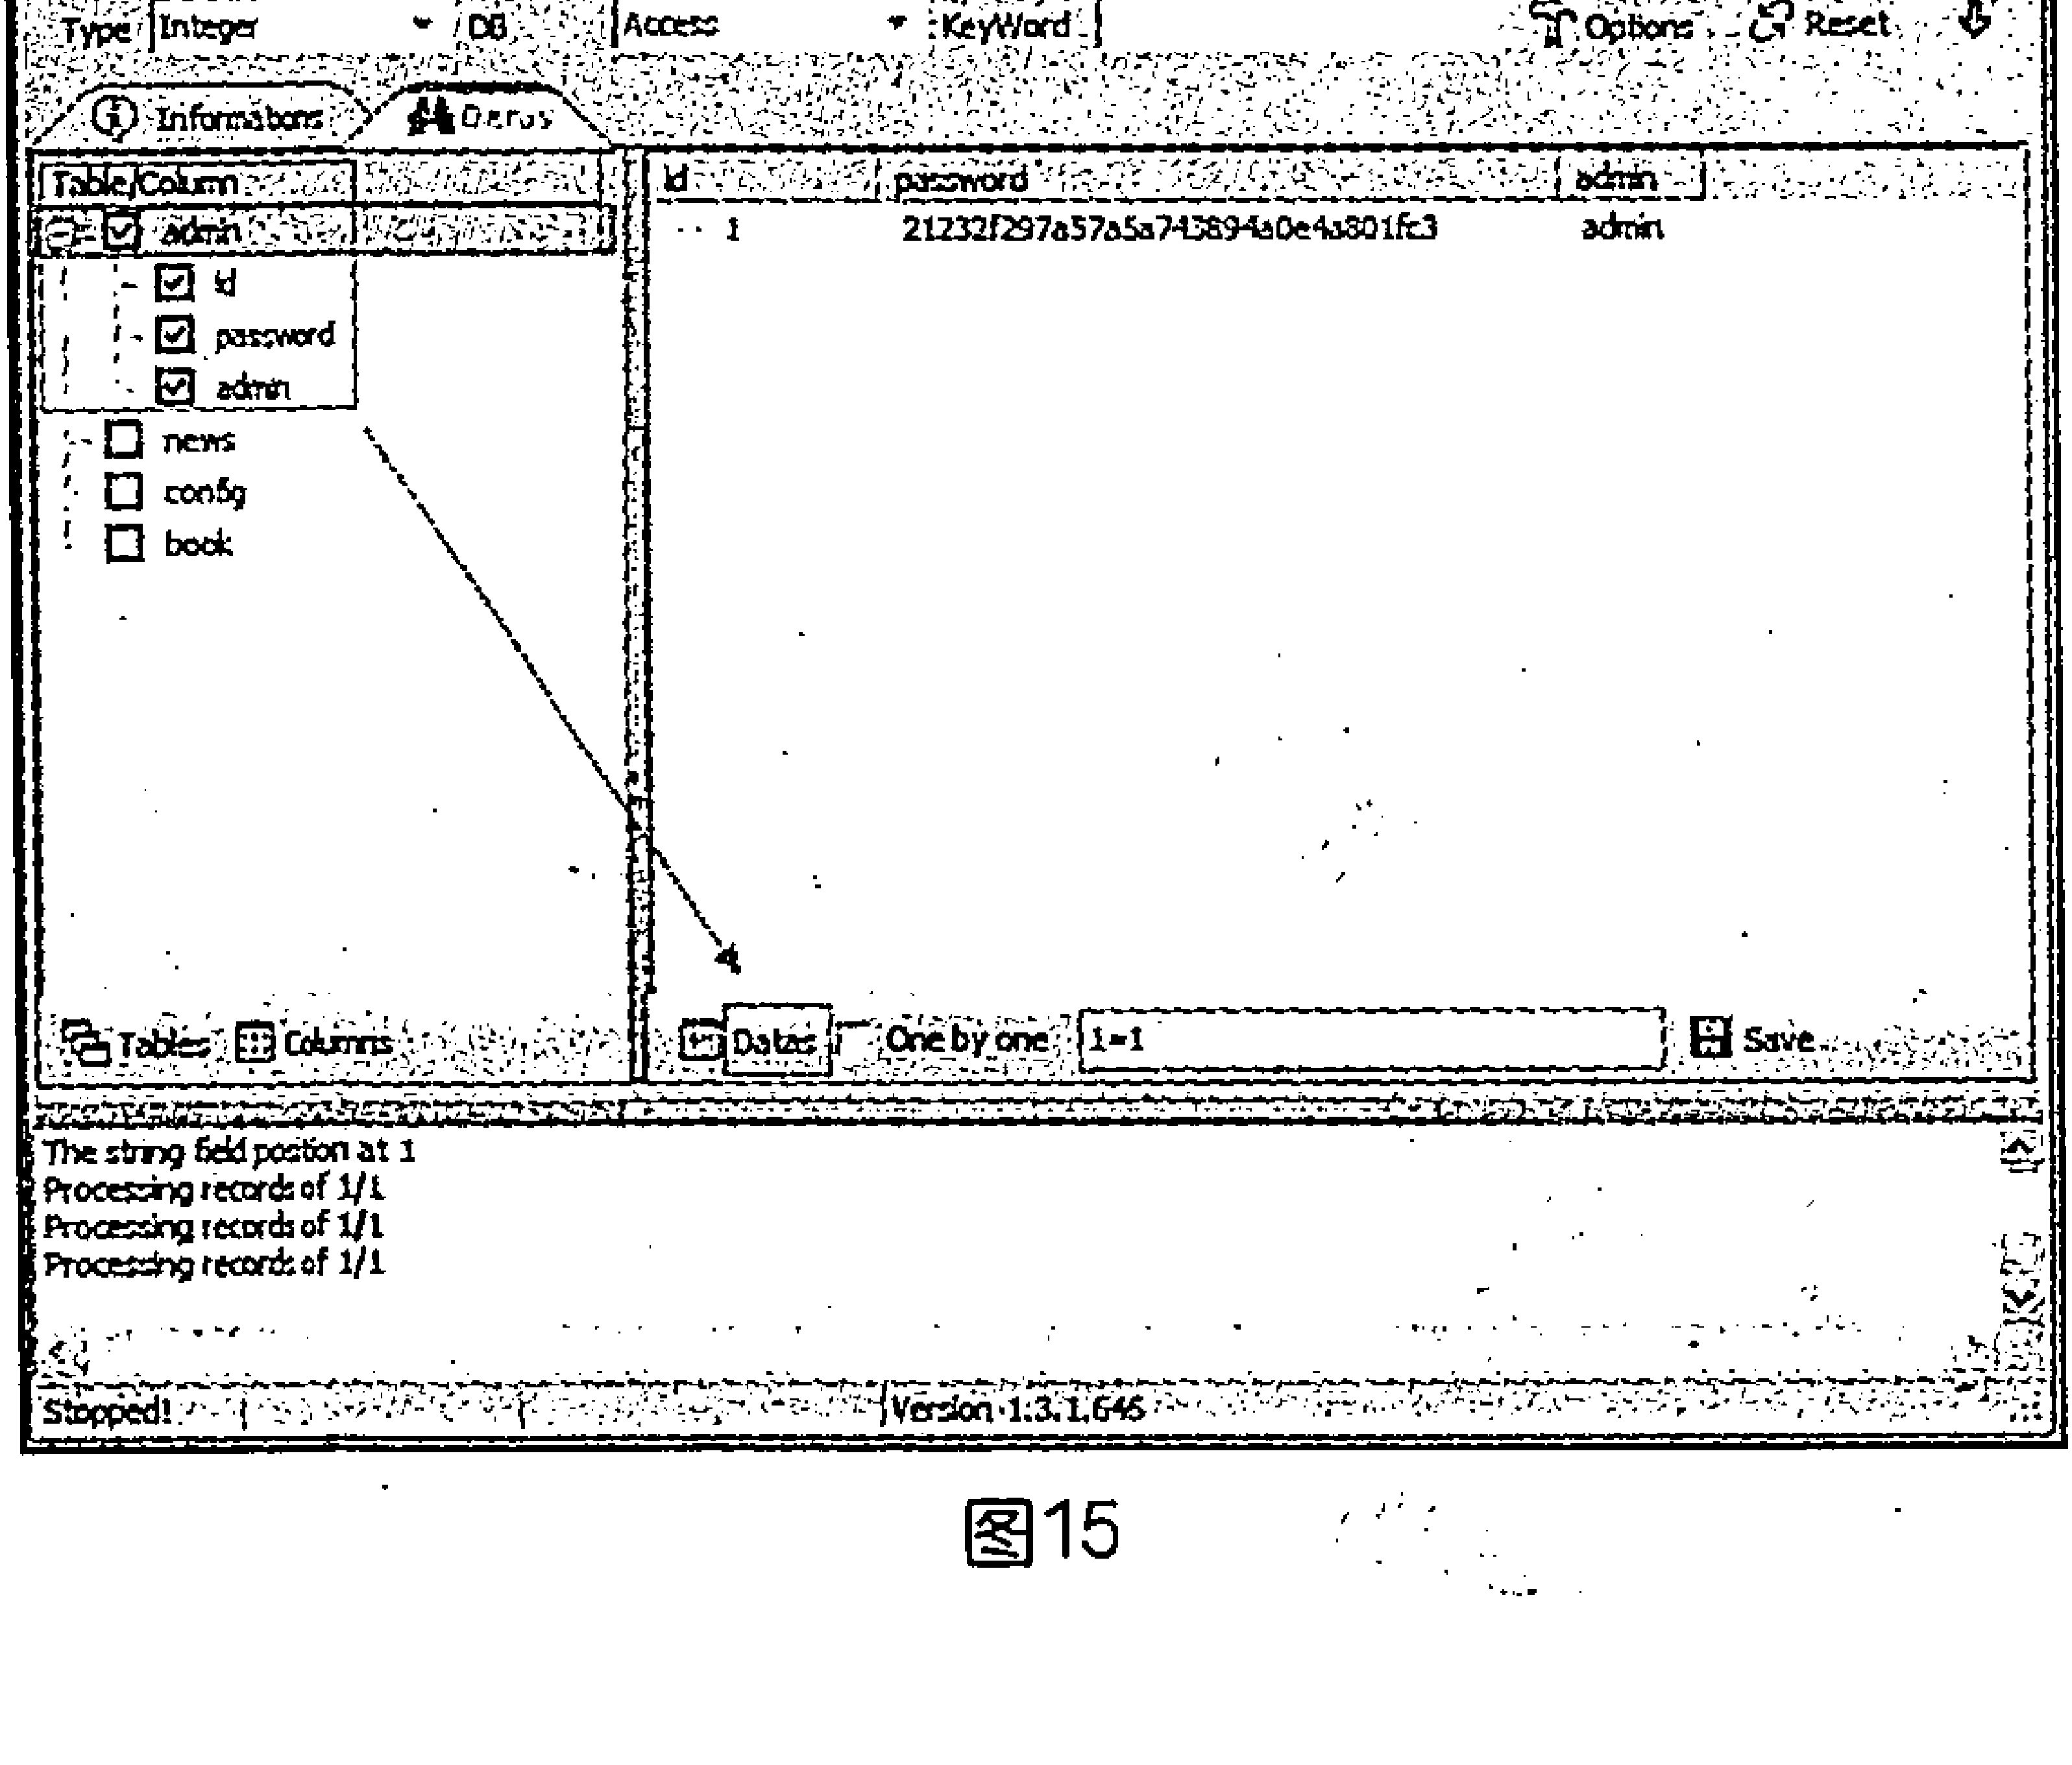 Type Integer DB Access KeyWord Options Reset
Informations
Table/Column Id password admin
admin 1 21232f297a57a5a743894a0e4a801fc3 admin
id
password
admin
news
config
book
Tables Columns Datas One by one 1=1 Save
The string field postion at 1
Processing records of 1/1
Processing records of 1/1
Processing records of 1/1
Stopped! Version 1.3.1.645
图15